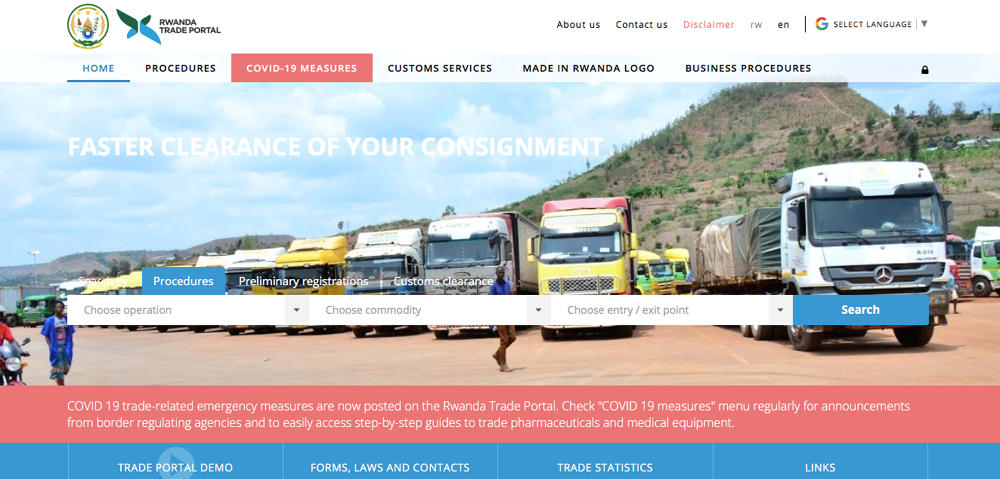 RWANDA
TRADE PORTAL
About us
Contact us
Disclaimer
rw
en
SELECT LANGUAGE
HOME
PROCEDURES
COVID-19 MEASURES
CUSTOMS SERVICES
MADE IN RWANDA LOGO
BUSINESS PROCEDURES
FASTER CLEARANCE OF YOUR CONSIGNMENT
R-016
Search by
Procedures
Preliminary registrations
Customs clearance
Choose operation
Choose commodity
Choose entry / exit point
Search
COVID 19 trade-related emergency measures are now posted on the Rwanda Trade Portal. Check "COVID 19 measures" menu regularly for announcements
from border regulating agencies and to easily access step-by-step guides to trade pharmaceuticals and medical equipment.
TRADE PORTAL DEMO
FORMS, LAWS AND CONTACTS
TRADE STATISTICS
LINKS